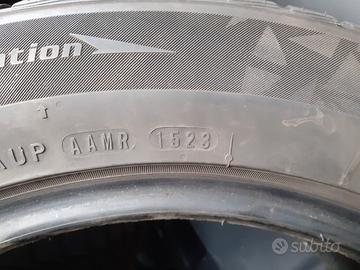 ation
T
AUP AAMR 1523
subito